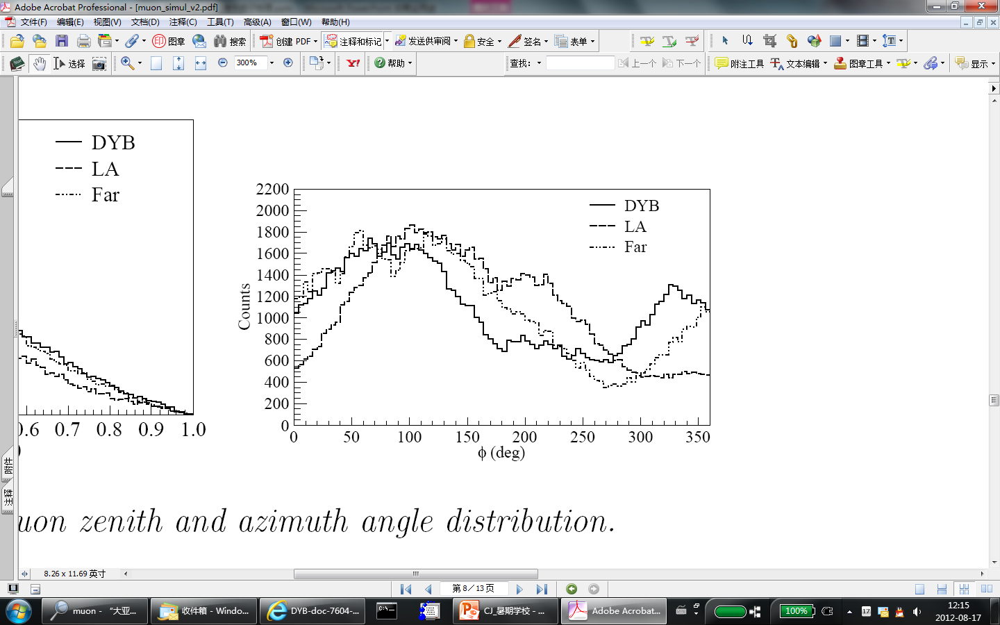 Adobe Acrobat Professional - [muon_simul_v2.pdf]
文件(F) 编辑(E) 视图(V) 文档(D) 注释(C) 工具(T) 高级(A) 窗口(W) 帮助(H)
图章 搜索 创建 PDF 注释和标记 发送供审阅 安全 签名 表单
选择 300% Y! 帮助 查找: 上一个 下一个 附注工具 文本编辑 图章工具 显示
DYB
LA
Far
0.6 0.7 0.8 0.9 1.0
2200
2000
1800
1600
1400
1200
1000
800
600
400
200
0
Counts
DYB
LA
Far
0 50 100 150 200 250 300 350
ϕ (deg)
uon zenith and azimuth angle distribution.
附件
注释
8.26 x 11.69 英寸
第 8／13 页
muon - “大亚... 收件箱 - Windo... DYB-doc-7604-... C:\_ CJ_暑期学校 - ... Adobe Acrobat... 100% 17 12:15
2012-08-17